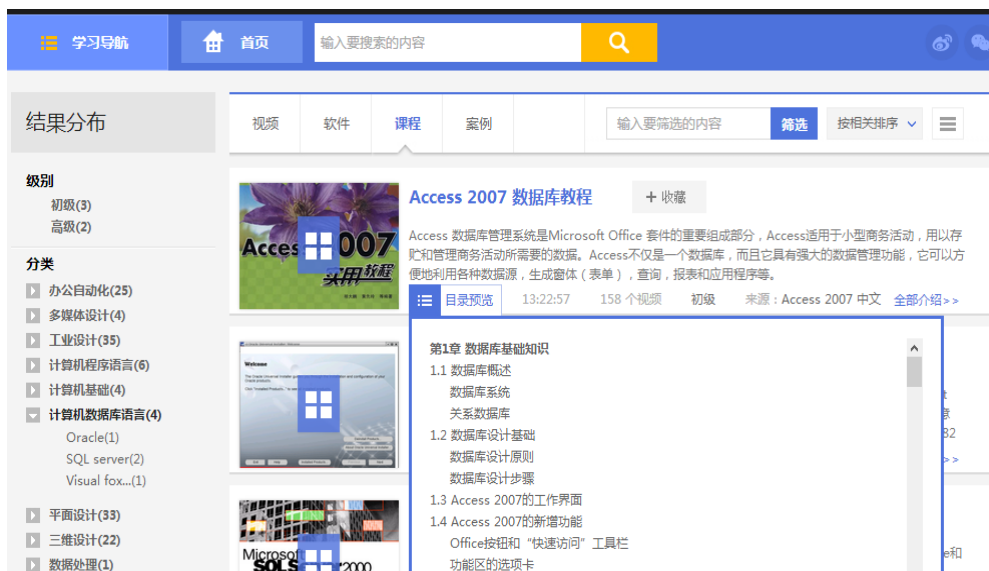 学习导航
首页
输入要搜索的内容
结果分布
视频
软件
课程
案例
输入要筛选的内容
筛选
按相关排序
级别
初级(3)
高级(2)
分类
办公自动化(25)
多媒体设计(4)
工业设计(35)
计算机程序语言(6)
计算机基础(4)
计算机数据库语言(4)
Oracle(1)
SQL server(2)
Visual fox...(1)
平面设计(33)
三维设计(22)
数据处理(1)
Access 2007
实用教程
Access 2007 数据库教程
+ 收藏
Access 数据库管理系统是Microsoft Office 套件的重要组成部分，Access适用于小型商务活动，用以存
贮和管理商务活动所需要的数据。Access不仅是一个数据库，而且它具有强大的数据管理功能，它可以方
便地利用各种数据源，生成窗体（表单），查询，报表和应用程序等。
目录预览
13:22:57
158 个视频
初级
来源：Access 2007 中文
全部介绍>>
第1章 数据库基础知识
1.1 数据库概述
数据库系统
关系数据库
1.2 数据库设计基础
数据库设计原则
数据库设计步骤
1.3 Access 2007的工作界面
1.4 Access 2007的新增功能
Office按钮和“快速访问”工具栏
功能区的选项卡
Welcome
82
>>
e和
Microsoft
SQL S
2000